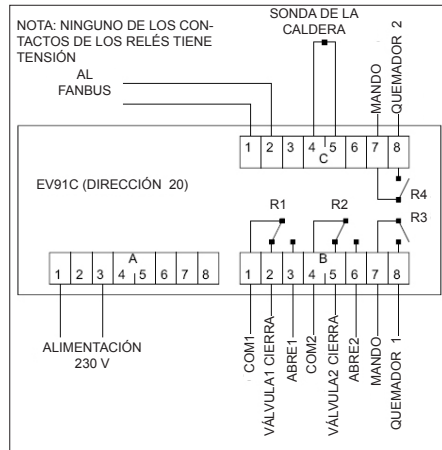 NOTA: NINGUNO DE LOS CON-
TACTOS DE LOS RELÉS TIENE
TENSIÓN
AL
FANBUS
SONDA DE LA
CALDERA
MANDO
QUEMADOR 2
1 2 3 4 5 6 7 8
C
EV91C (DIRECCIÓN 20)
R4
R1
R2
R3
A
1 2 3 4 5 6 7 8
B
1 2 3 4 5 6 7 8
ALIMENTACIÓN
230 V
COM1
VÁLVULA1 CIERRA
ABRE1
COM2
VÁLVULA2 CIERRA
ABRE2
MANDO
QUEMADOR 1